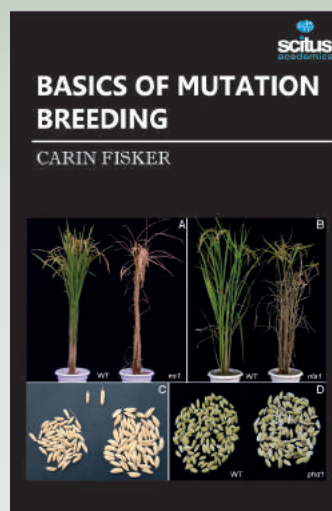 scitus
academics
BASICS OF MUTATION
BREEDING
CARIN FISKER
A
B
WT
WT
C
D
WT